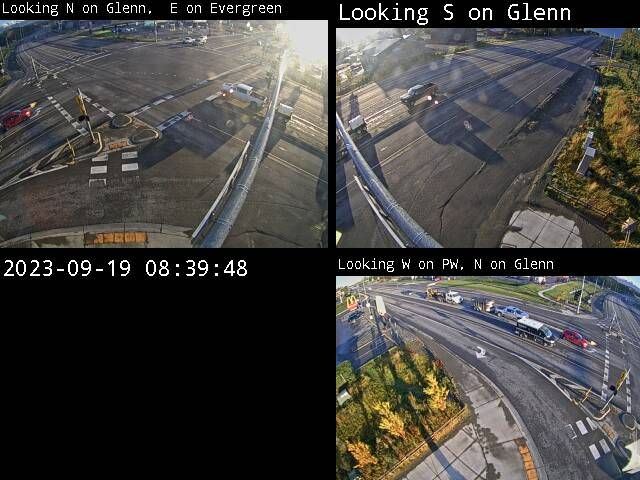 Looking N on Glenn,  E on Evergreen
Looking S on Glenn
2023-09-19 08:39:48
Looking W on PW, N on Glenn